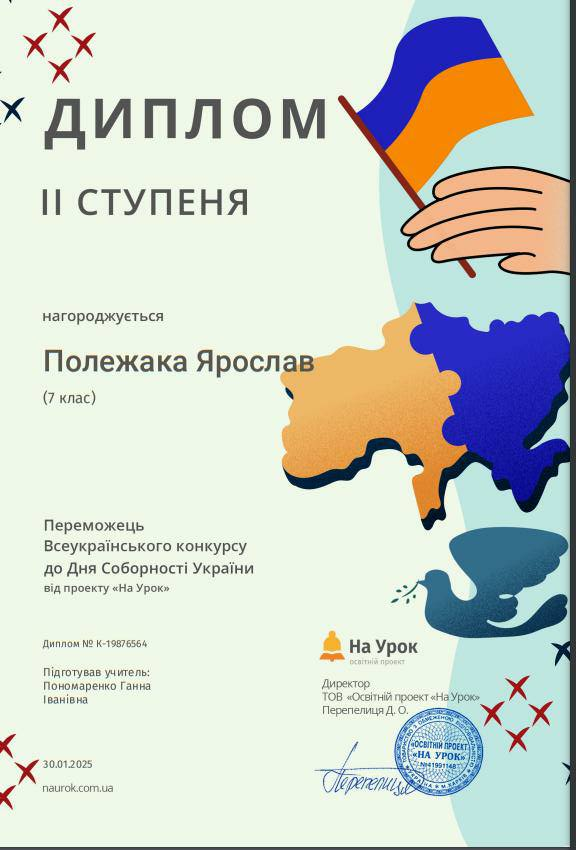 ДИПЛОМ
II СТУПЕНЯ
нагороджується
Полежака Ярослав
(7 клас)
Переможець
Всеукраїнського конкурсу
до Дня Соборності України
від проекту «На Урок»
Диплом № К-19876564
Підготував учитель:
Пономаренко Ганна
Іванівна
30.01.2025
naurok.com.ua
На Урок
освітній проект
Директор
ТОВ «Освітній проект «На Урок»
Перепелиця Д. О.
«ОСВІТНІЙ ПРОЕКТ
«НА УРОК»
№41991148